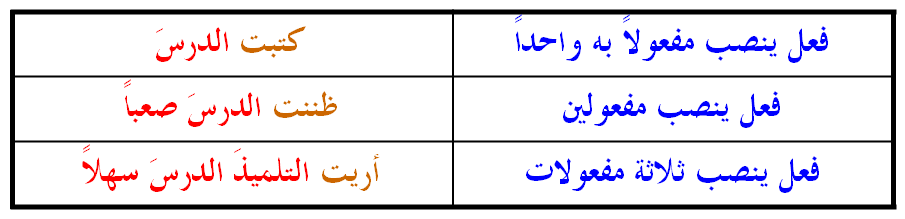 فعل ينصب مفعولاً به واحداً كتبت الدرسَ
فعل ينصب مفعولين ظننت الدرسَ صعباً
فعل ينصب ثلاثة مفعولات أريت التلميذَ الدرسَ سهلاً